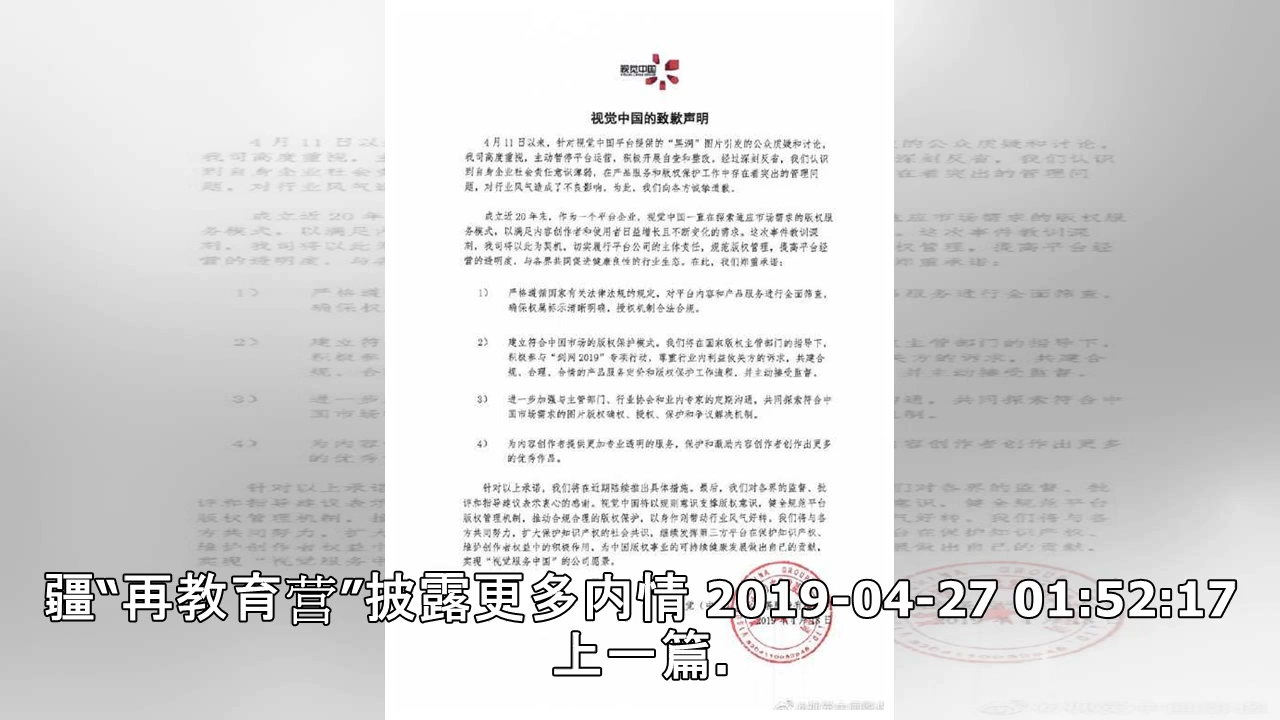 视觉中国
视觉中国的致歉声明
4月11日以来，针对视觉中国平台提供的“黑洞”图片引发的公众质疑和讨论，
我司高度重视，主动暂停平台运营，积极开展自查和整改。经过深刻反省，我们认识
到自身企业社会责任意识薄弱，在产品服务和版权保护工作中存在着突出的管理问
题，对行业风气造成了不良影响。为此，我们向各方诚挚道歉。
成立近20年来，作为一个平台企业，视觉中国一直在探索适应市场需求的版权服
务模式，以满足内容创作者和使用者日益增长且不断变化的需求。这次事件教训深
刻，我司将以此为契机，切实履行平台公司的主体责任，规范版权管理，提高平台经
营的透明度，与各界共同促进健康良性的行业生态。在此，我们郑重承诺：
1） 严格遵循国家有关法律法规的规定，对平台内容和产品服务进行全面筛查，
确保权属标示清晰明确，授权机制合法合规。
2） 建立符合中国市场的版权保护模式。我们将在国家版权主管部门的指导下，
积极参与“剑网2019”专项行动，尊重行业内利益攸关方的诉求，共建合
规、合理、合情的产品服务定价和版权保护工作流程，并主动接受监督。
3） 进一步加强与主管部门、行业协会和业内专家的定期沟通，共同探索符合中
国市场需求的图片版权确权、授权、保护和争议解决机制。
4） 为内容创作者提供更加专业透明的服务，保护和激励内容创作者创作出更多
的优秀作品。
针对以上承诺，我们将在近期陆续推出具体措施。最后，我们对各界的监督、批
评和指导建议表示衷心的感谢。视觉中国将以规则意识支撑版权意识，健全规范平台
版权管理机制，推动合规合理的版权保护，以身作则带动行业风气好转。我们将与各
方共同努力，扩大保护知识产权的社会共识，继续发挥第三方平台在保护知识产权、
维护创作者权益中的积极作用，为中国版权事业的可持续健康发展做出自己的贡献，
实现“视觉服务中国”的公司愿景。
疆“再教育营”披露更多内情 2019-04-27 01:52:17
上一篇.